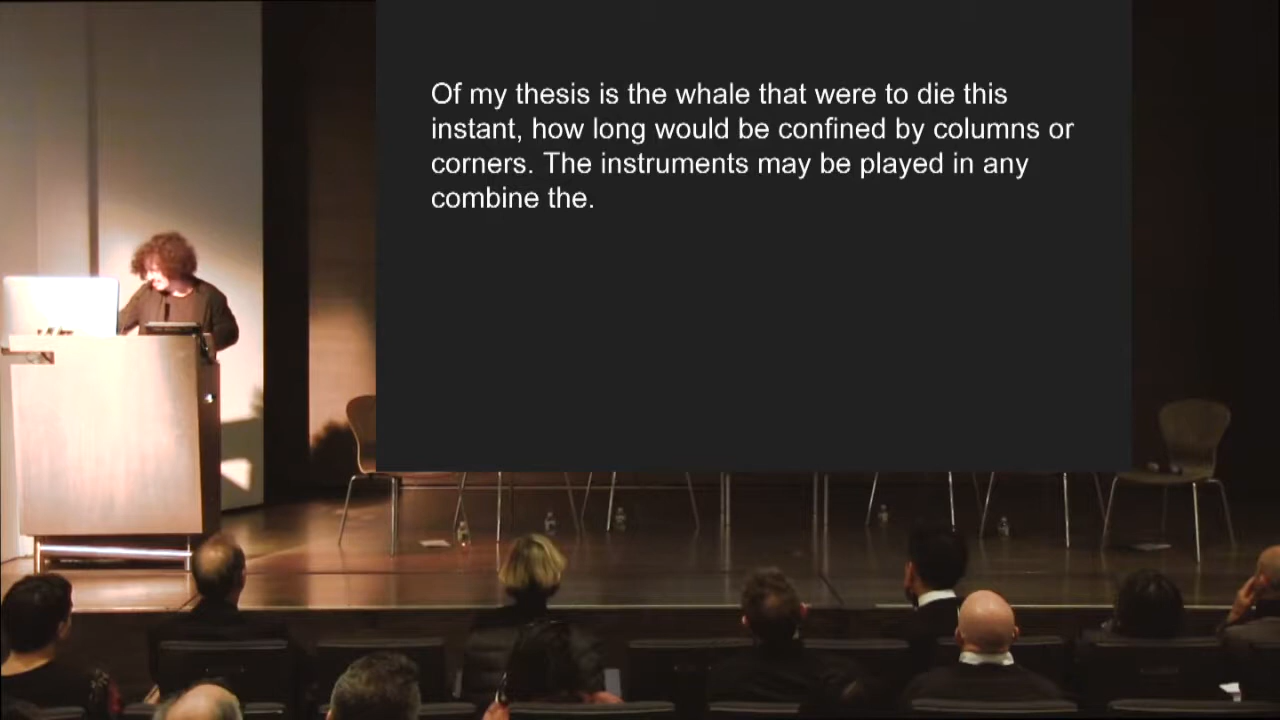 Of my thesis is the whale that were to die this
instant, how long would be confined by columns or
corners. The instruments may be played in any
combine the.